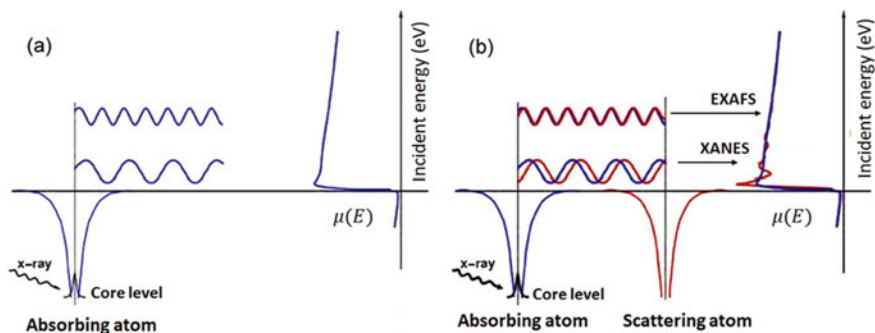 (a)
Incident energy (eV)
μ(E)
x-ray
Core level
Absorbing atom
(b)
EXAFS
XANES
Incident energy (eV)
μ(E)
x-ray
Core level
Absorbing atom
Scattering atom